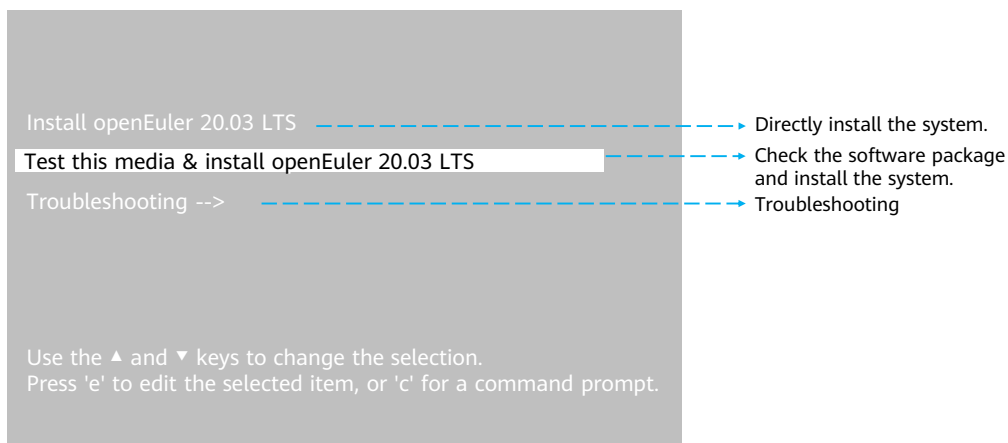 Install openEuler 20.03 LTS
Directly install the system.
Test this media & install openEuler 20.03 LTS
Check the software package
and install the system.
Troubleshooting -->
Troubleshooting
Use the ▲ and ▼ keys to change the selection.
Press 'e' to edit the selected item, or 'c' for a command prompt.